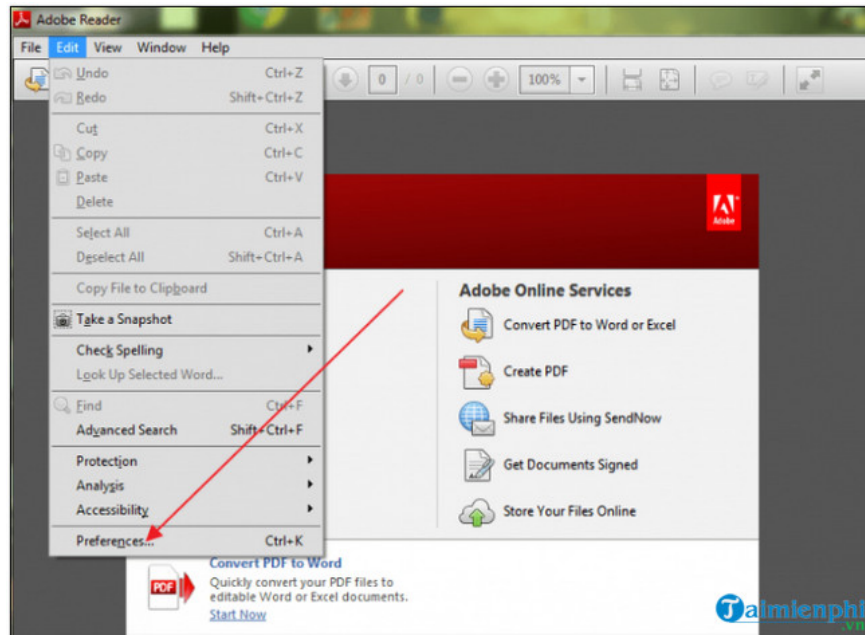 Adobe Reader
File Edit View Window Help
Undo Ctrl+Z
Redo Shift+Ctrl+Z
0 / 0 100%
Cut Ctrl+X
Copy Ctrl+C
Paste Ctrl+V
Delete
Select All Ctrl+A
Deselect All Shift+Ctrl+A
Copy File to Clipboard
Take a Snapshot
Check Spelling
Look Up Selected Word...
Find Ctrl+F
Advanced Search Shift+Ctrl+F
Protection
Analysis
Accessibility
Preferences... Ctrl+K
Adobe
Adobe Online Services
Convert PDF to Word or Excel
Create PDF
Share Files Using SendNow
Get Documents Signed
Store Your Files Online
PDF
Convert PDF to Word
Quickly convert your PDF files to
editable Word or Excel documents.
Start Now
Taimienphi
.vn